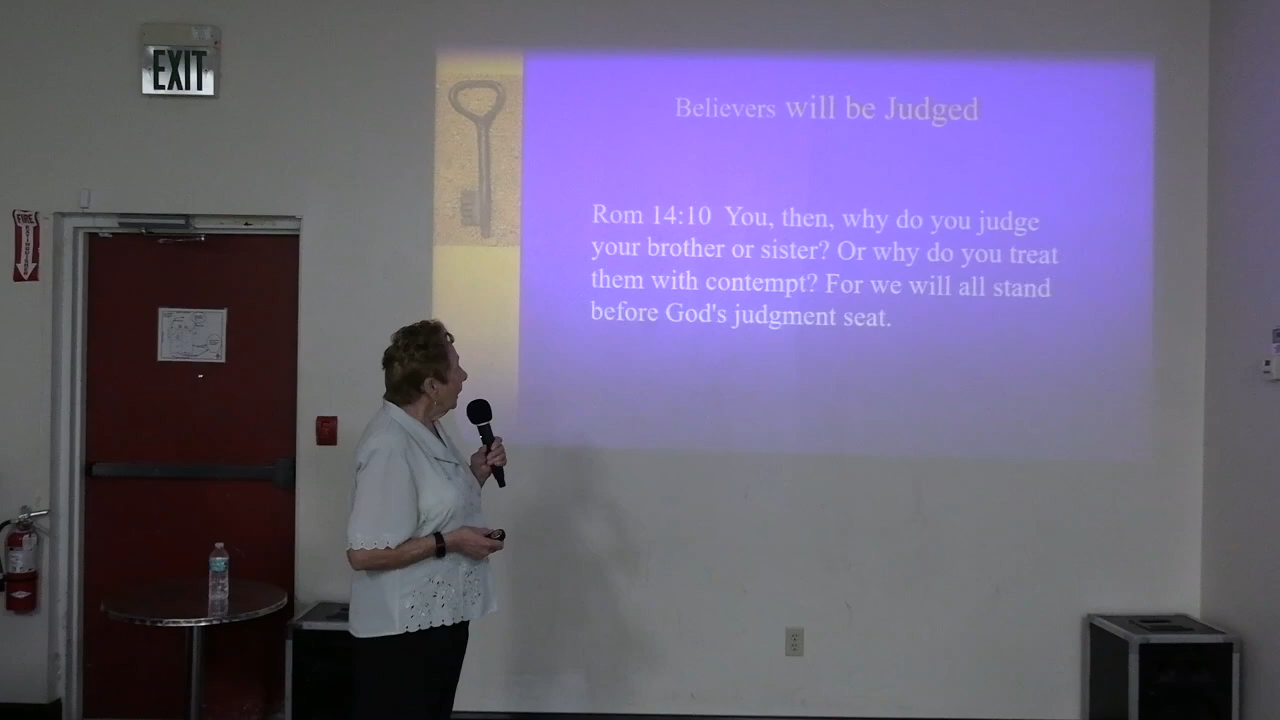 EXIT
Believers will be Judged
Rom 14:10 You, then, why do you judge
your brother or sister? Or why do you treat
them with contempt? For we will all stand
before God's judgment seat.
FIRE